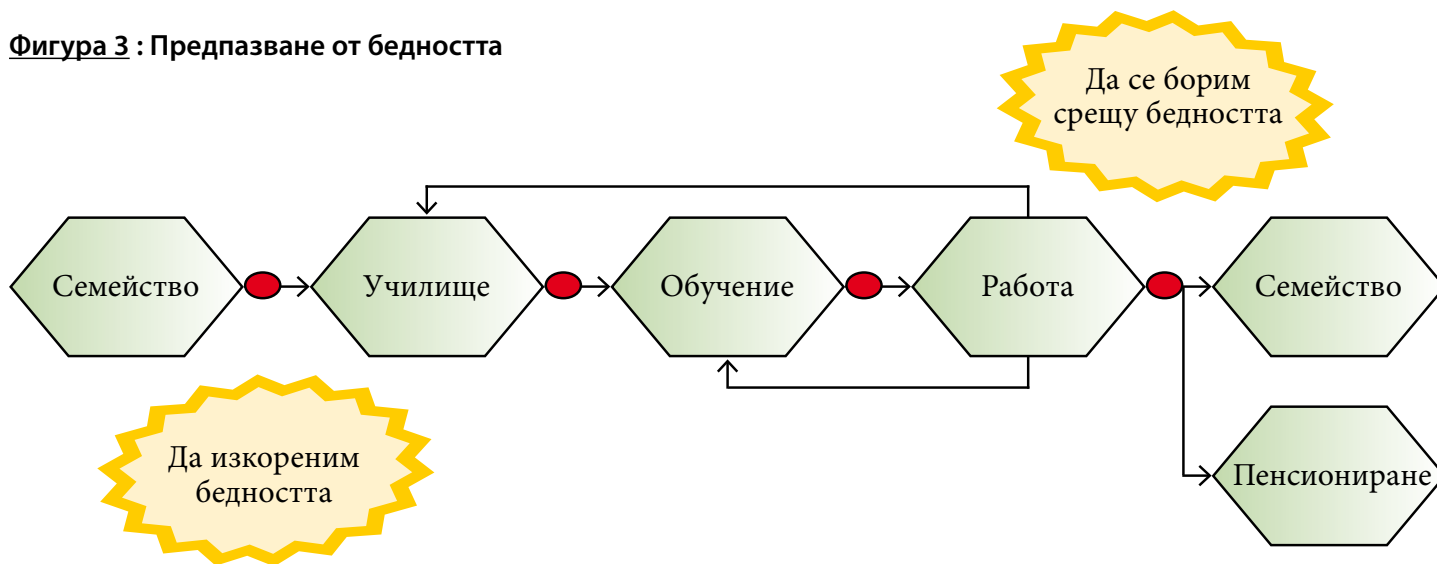 Фигура 3 : Предпазване от бедността
Да се борим
срещу бедността
Семейство
Училище
Обучение
Работа
Семейство
Да изкореним
бедността
Пенсиониране